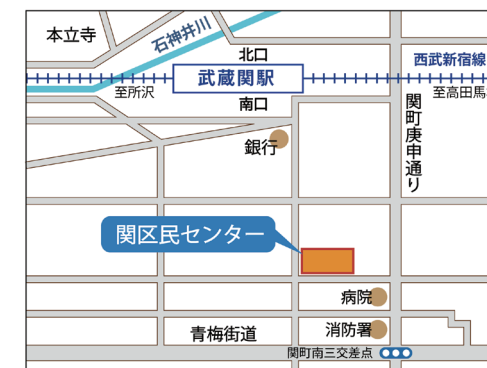 本立寺
石神井川
北口
西武新宿線
武蔵関駅
至所沢
至高田馬
南口
関町庚申通り
銀行
関区民センター
病院
消防署
青梅街道
関町南三交差点